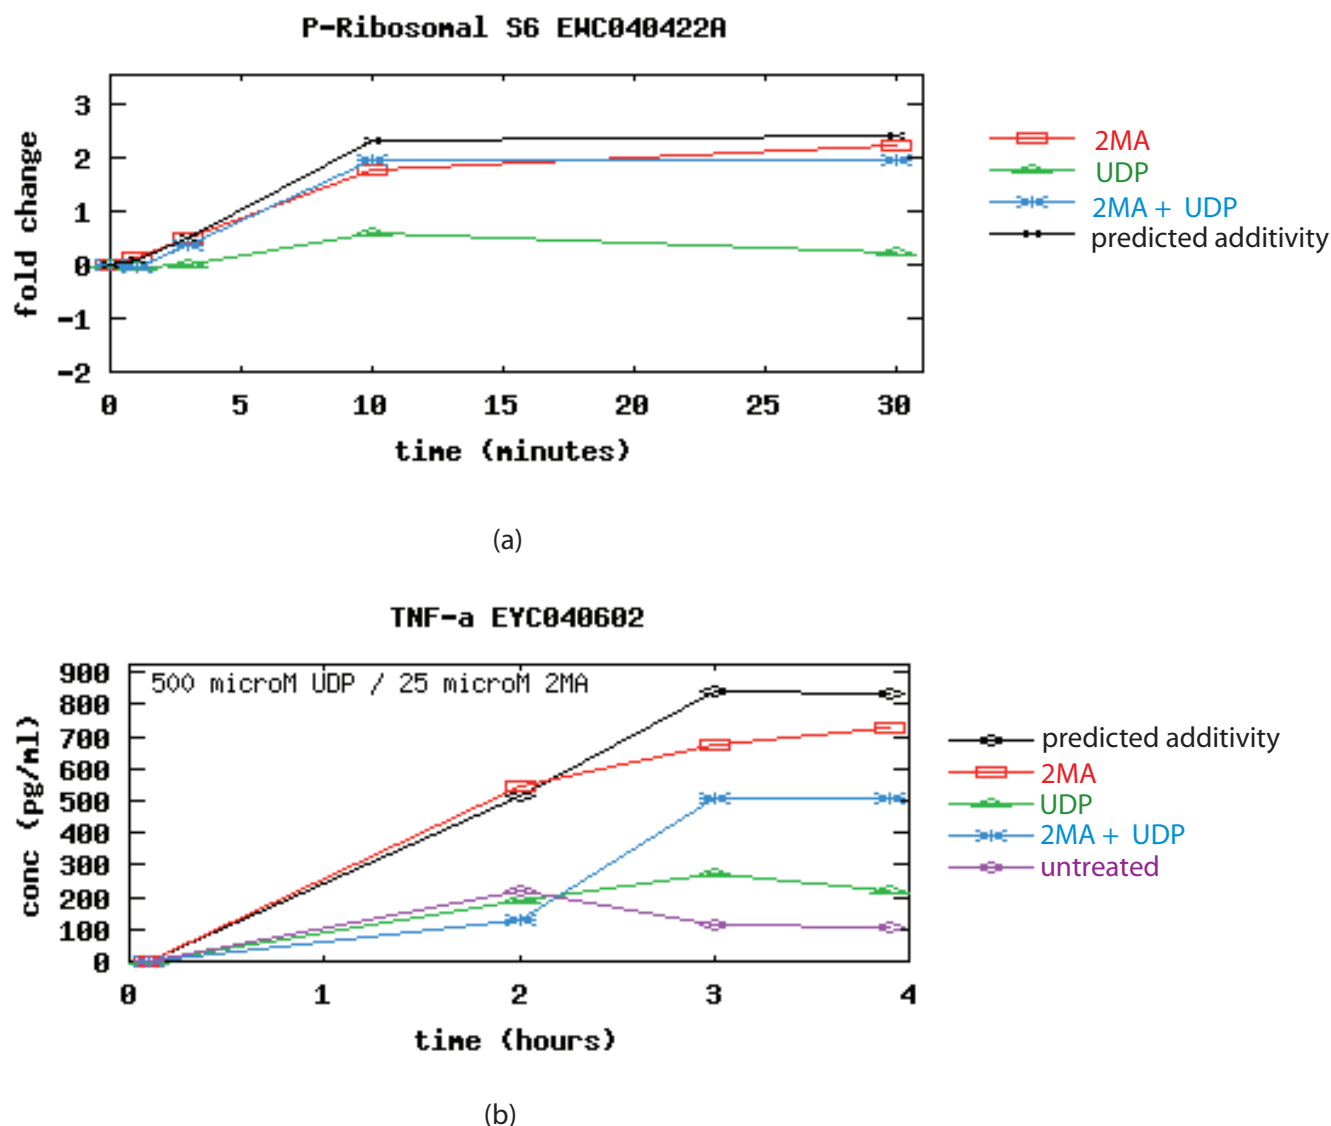 P-Ribosomal S6 EWC040422A
3
2
1
0
-1
-2
fold change
0 5 10 15 20 25 30
time (minutes)
2MA
UDP
2MA + UDP
predicted additivity
(a)
TNF-a EYC040602
500 microM UDP / 25 microM 2MA
900
800
700
600
500
400
300
200
100
0
conc (pg/ml)
0 1 2 3 4
time (hours)
predicted additivity
2MA
UDP
2MA + UDP
untreated
(b)